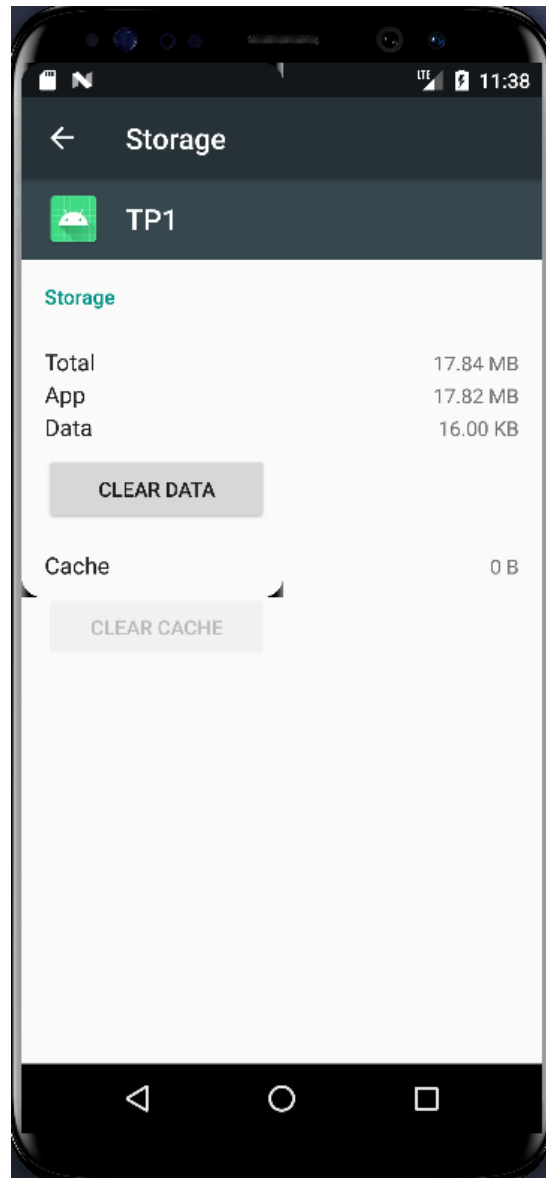 LTE 11:38
Storage
TP1
Storage
Total 17.84 MB
App 17.82 MB
Data 16.00 KB
CLEAR DATA
Cache 0 B
CLEAR CACHE